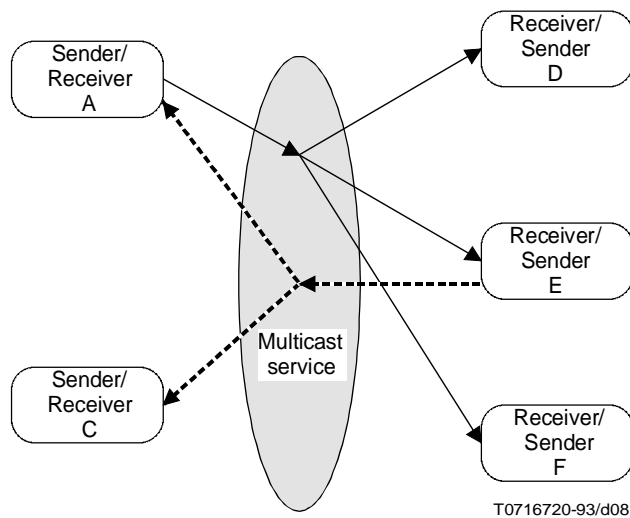 Sender/
Receiver
A
Receiver/
Sender
D
Receiver/
Sender
E
Multicast
service
Sender/
Receiver
C
Receiver/
Sender
F
T0716720-93/d08